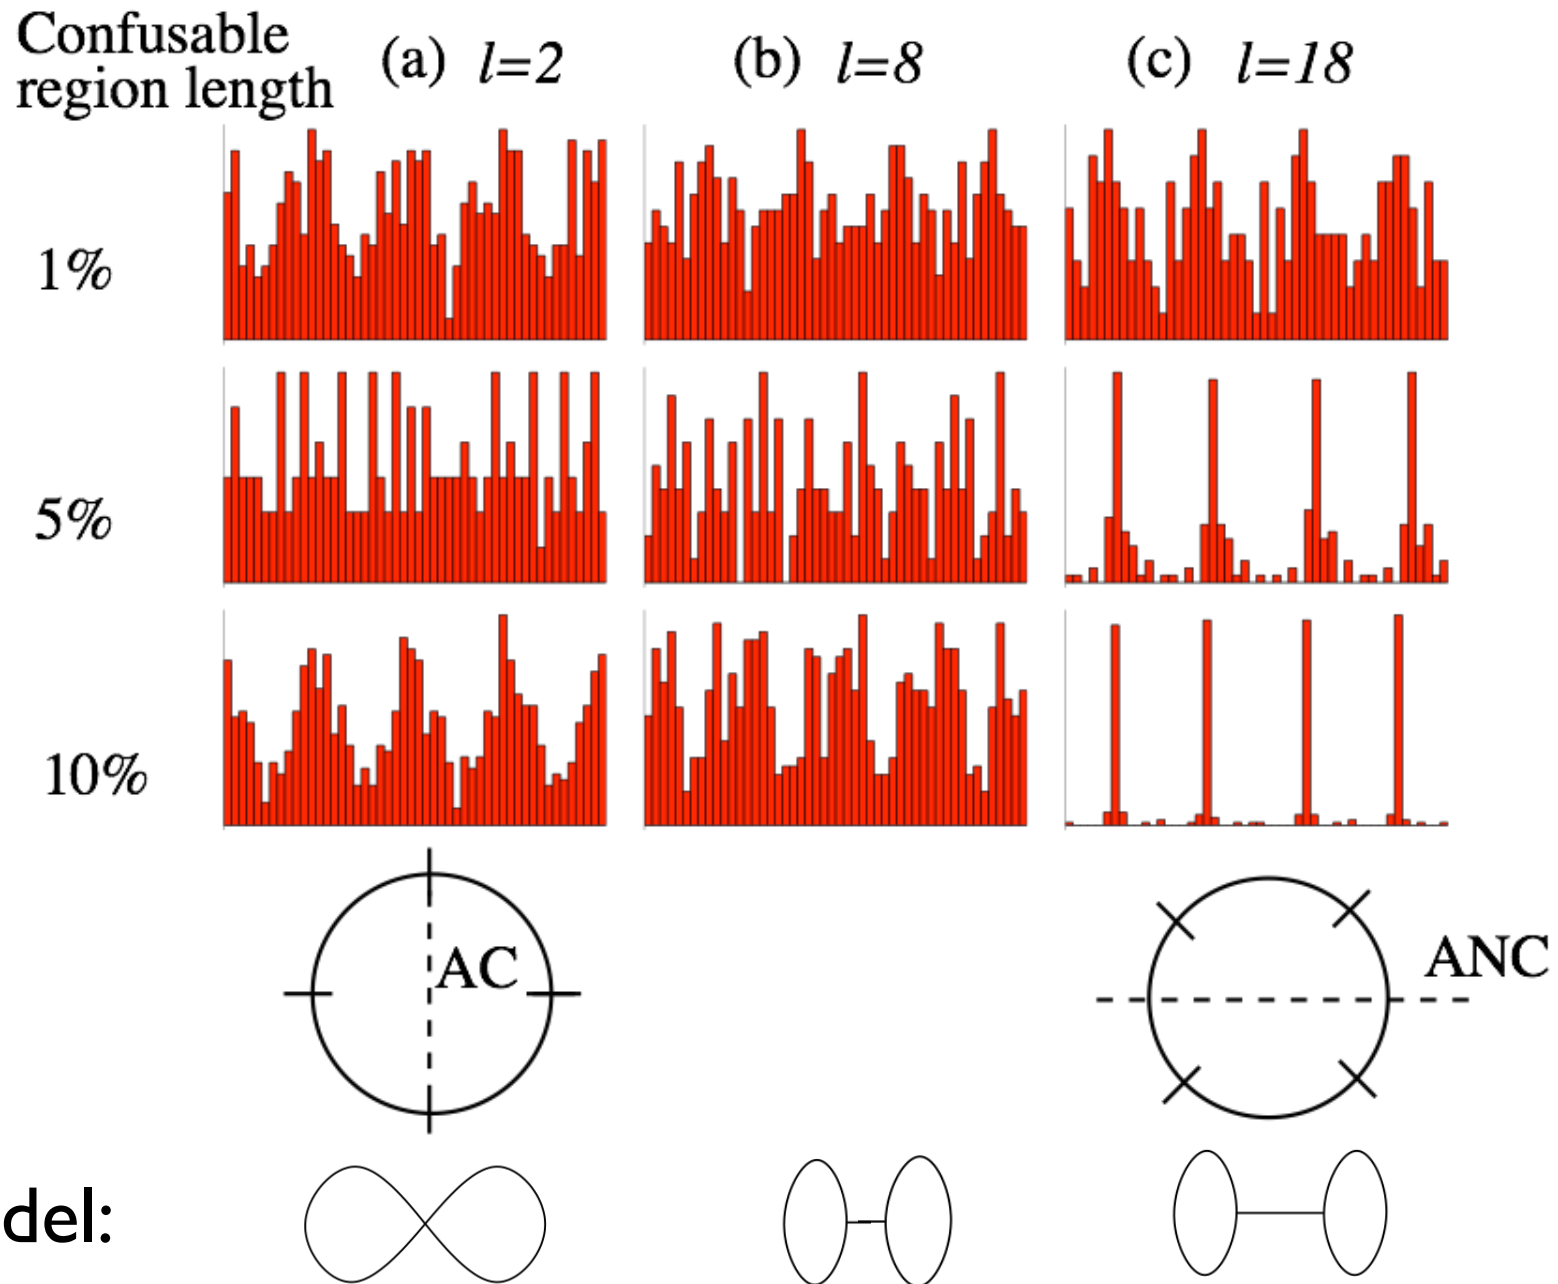 Confusable
region length
(a) l=2
(b) l=8
(c) l=18
1%
5%
10%
AC
ANC
del: